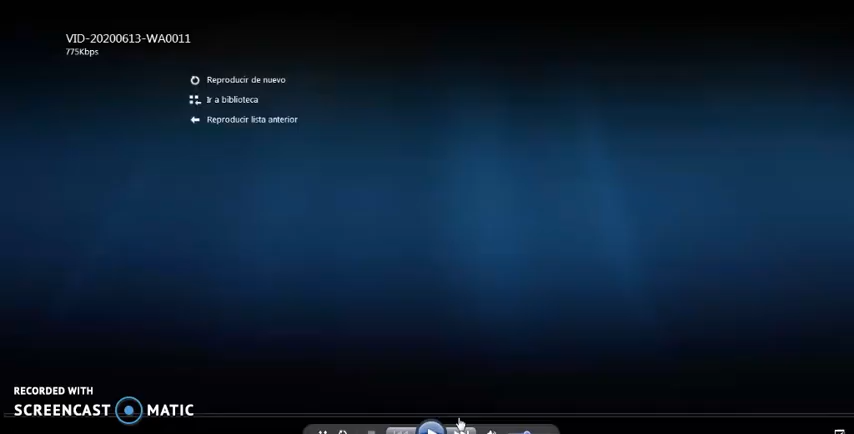 VID-20200613-WA0011
775Kbps
Reproducir de nuevo
Ir a biblioteca
Reproducir lista anterior
RECORDED WITH
SCREENCAST MATIC